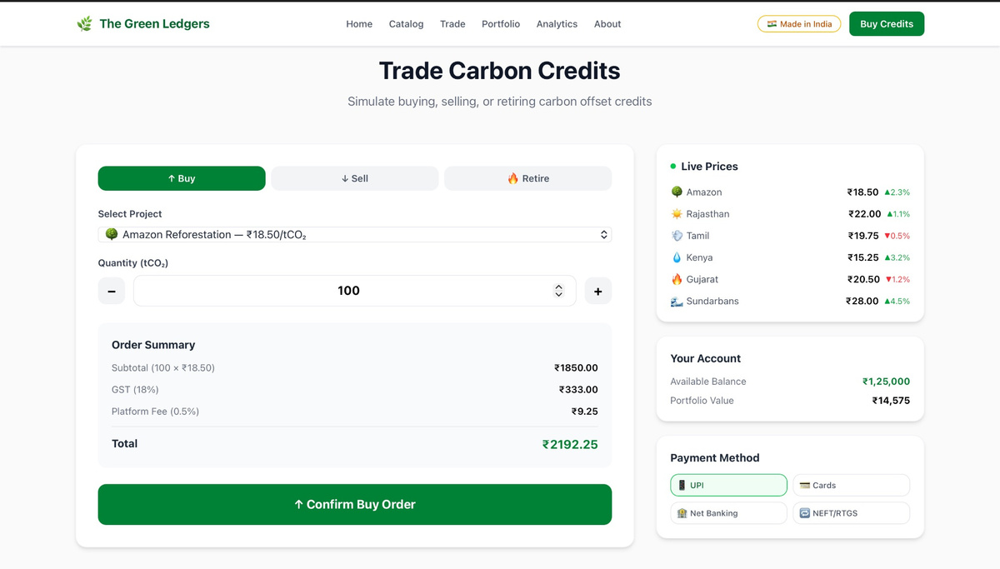 The Green Ledgers
Home Catalog Trade Portfolio Analytics About
Made in India
Buy Credits
Trade Carbon Credits
Simulate buying, selling, or retiring carbon offset credits
↑ Buy
↓ Sell
Retire
Select Project
Amazon Reforestation — ₹18.50/tCO₂
Quantity (tCO₂)
− 100 +
Order Summary
Subtotal (100 × ₹18.50) ₹1850.00
GST (18%) ₹333.00
Platform Fee (0.5%) ₹9.25
Total ₹2192.25
↑ Confirm Buy Order
Live Prices
Amazon ₹18.50 ▲2.3%
Rajasthan ₹22.00 ▲1.1%
Tamil ₹19.75 ▼0.5%
Kenya ₹15.25 ▲3.2%
Gujarat ₹20.50 ▼1.2%
Sundarbans ₹28.00 ▲4.5%
Your Account
Available Balance ₹1,25,000
Portfolio Value ₹14,575
Payment Method
UPI Cards
Net Banking NEFT/RTGS